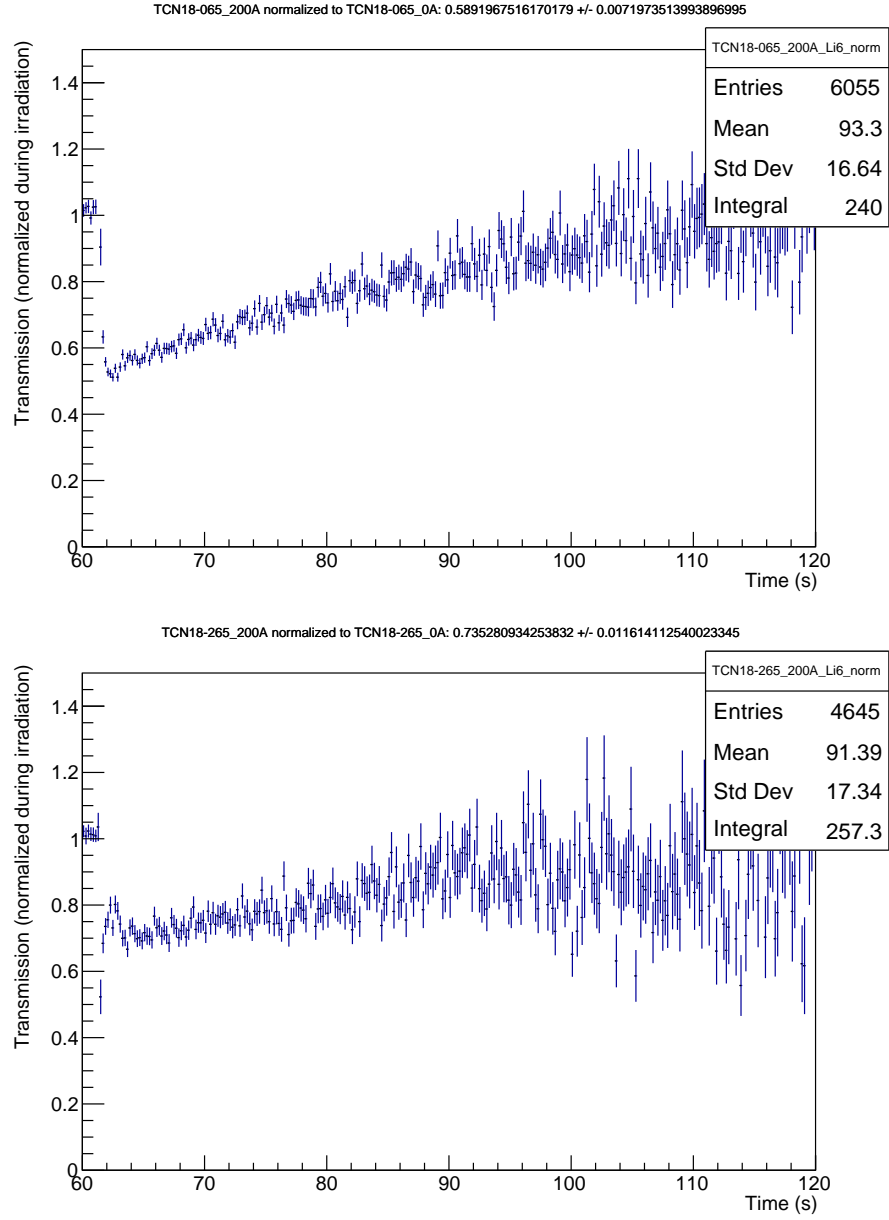 TCN18-065_200A normalized to TCN18-065_0A: 0.5891967516170179 +/- 0.0071973513993896995
TCN18-065_200A_Li6_norm
Entries 6055
Mean 93.3
Std Dev 16.64
Integral 240
Transmission (normalized during irradiation)
1.4
1.2
1
0.8
0.6
0.4
0.2
0
60 70 80 90 100 110 120
Time (s)
TCN18-265_200A normalized to TCN18-265_0A: 0.735280934253832 +/- 0.011614112540023345
TCN18-265_200A_Li6_norm
Entries 4645
Mean 91.39
Std Dev 17.34
Integral 257.3
Transmission (normalized during irradiation)
1.4
1.2
1
0.8
0.6
0.4
0.2
0
60 70 80 90 100 110 120
Time (s)